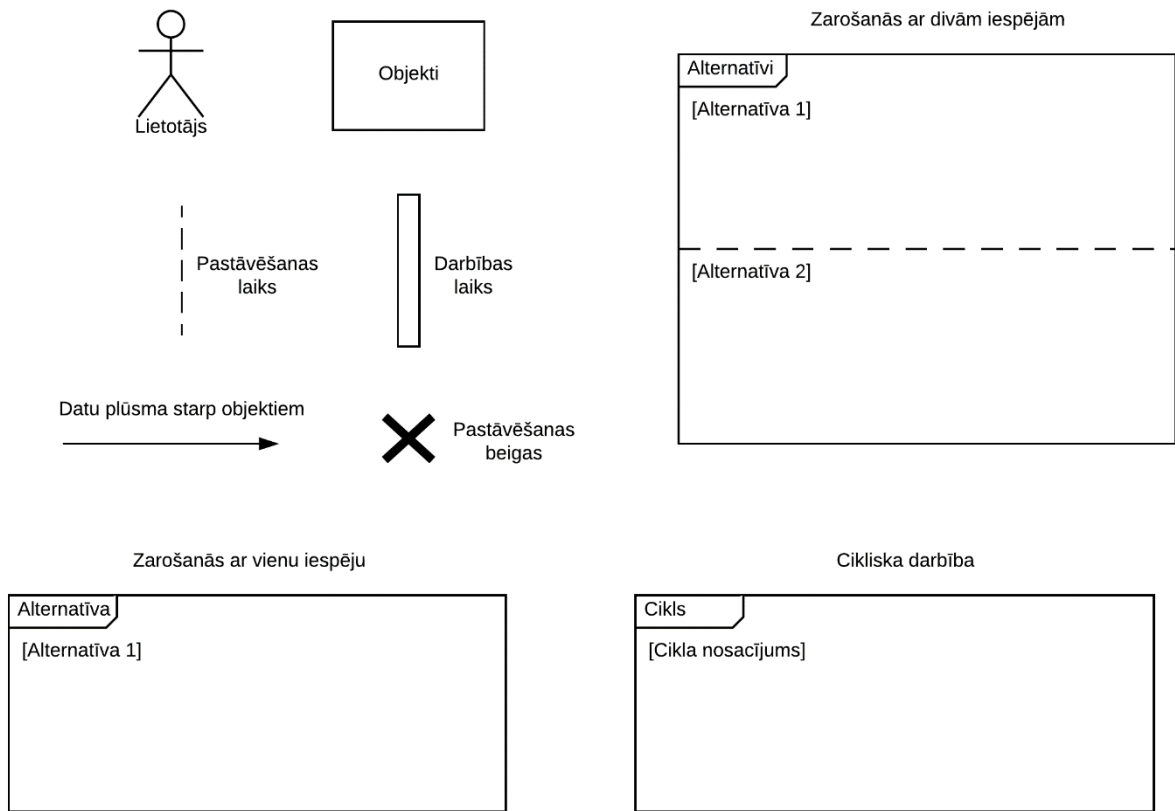 Zarošanās ar divām iespējām
Lietotājs
Objekti
Alternatīvi
[Alternatīva 1]
[Alternatīva 2]
Pastāvēšanas
laiks
Darbības
laiks
Datu plūsma starp objektiem
Pastāvēšanas
beigas
Zarošanās ar vienu iespēju
Alternatīva
[Alternatīva 1]
Cikliska darbība
Cikls
[Cikla nosacījums]